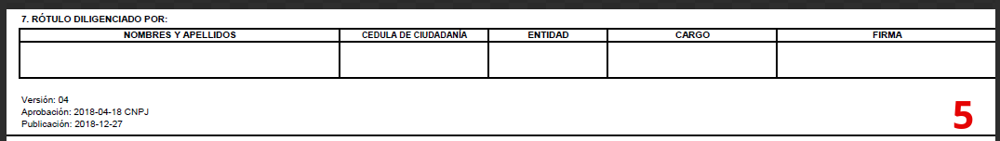 7. RÓTULO DILIGENCIADO POR:
NOMBRES Y APELLIDOS CEDULA DE CIUDADANÍA ENTIDAD CARGO FIRMA
Versión: 04
Aprobación: 2018-04-18 CNPJ
Publicación: 2018-12-27
5